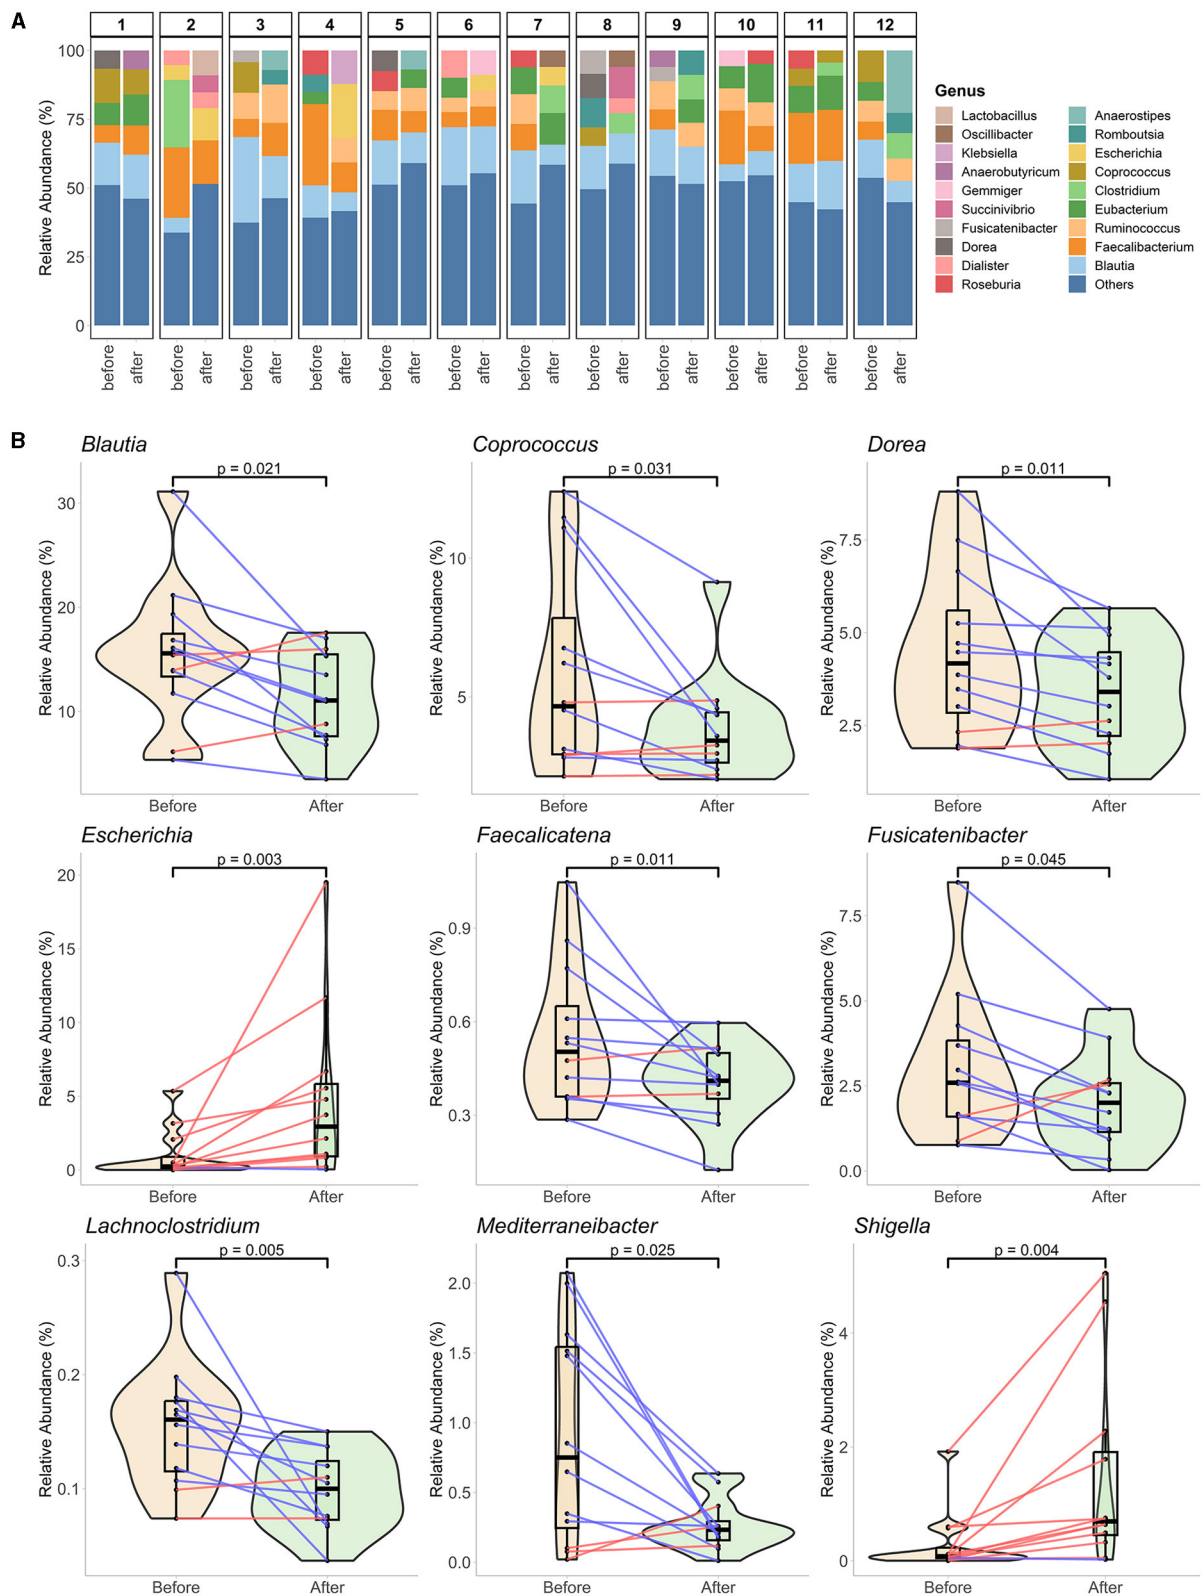 A
1 2 3 4 5 6 7 8 9 10 11 12
Relative Abundance (%)
100
75
50
25
0
before after before after before after before after before after before after before after before after before after before after before after before after
Genus
Lactobacillus Anaerostipes
Oscillibacter Romboutsia
Klebsiella Escherichia
Anaerobutyricum Coprococcus
Gemmiger Clostridium
Succinivibrio Eubacterium
Fusicatenibacter Ruminococcus
Dorea Faecalibacterium
Dialister Blautia
Roseburia Others
B
Blautia
p = 0.021
Relative Abundance (%)
30
20
10
Before After
Coprococcus
p = 0.031
Relative Abundance (%)
10
5
Before After
Dorea
p = 0.011
Relative Abundance (%)
7.5
5.0
2.5
Before After
Escherichia
p = 0.003
Relative Abundance (%)
20
15
10
5
0
Before After
Faecalicatena
p = 0.011
Relative Abundance (%)
0.9
0.6
0.3
Before After
Fusicatenibacter
p = 0.045
Relative Abundance (%)
7.5
5.0
2.5
0.0
Before After
Lachnoclostridium
p = 0.005
Relative Abundance (%)
0.3
0.2
0.1
Before After
Mediterraneibacter
p = 0.025
Relative Abundance (%)
2.0
1.5
1.0
0.5
0.0
Before After
Shigella
p = 0.004
Relative Abundance (%)
4
2
0
Before After